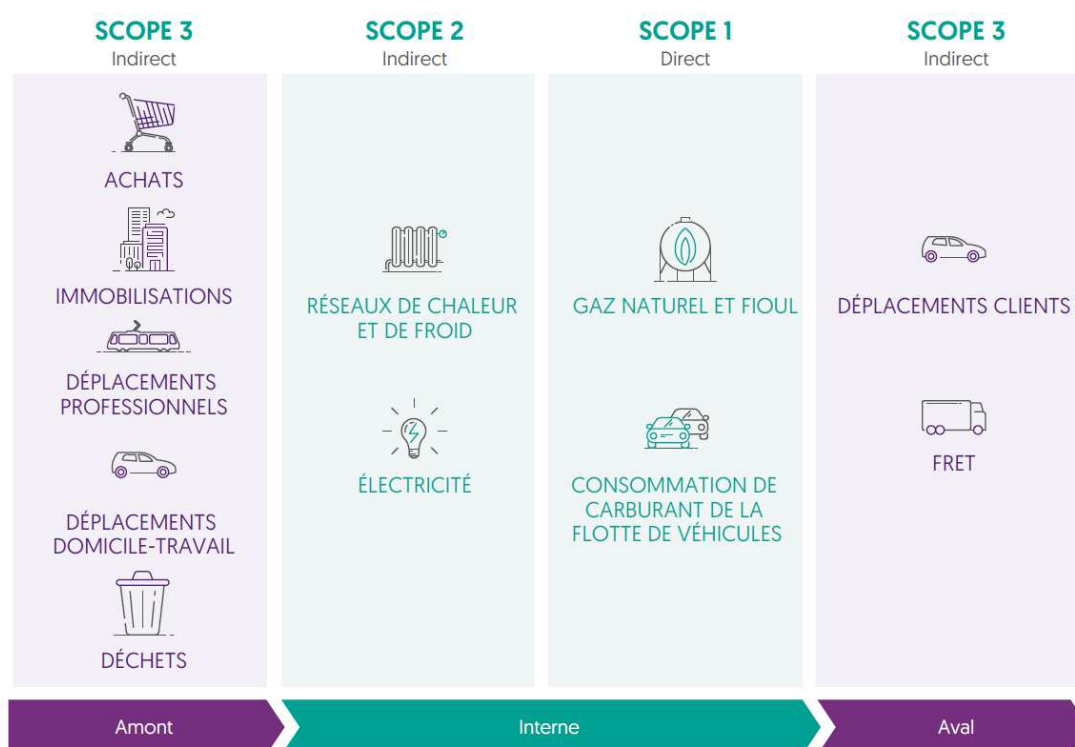 SCOPE 3
Indirect
ACHATS
IMMOBILISATIONS
DÉPLACEMENTS
PROFESSIONNELS
DÉPLACEMENTS
DOMICILE-TRAVAIL
DÉCHETS
SCOPE 2
Indirect
RÉSEAUX DE CHALEUR
ET DE FROID
ÉLECTRICITÉ
SCOPE 1
Direct
GAZ NATUREL ET FIOUL
CONSOMMATION DE
CARBURANT DE LA
FLOTTE DE VÉHICULES
SCOPE 3
Indirect
DÉPLACEMENTS CLIENTS
FRET
Amont
Interne
Aval